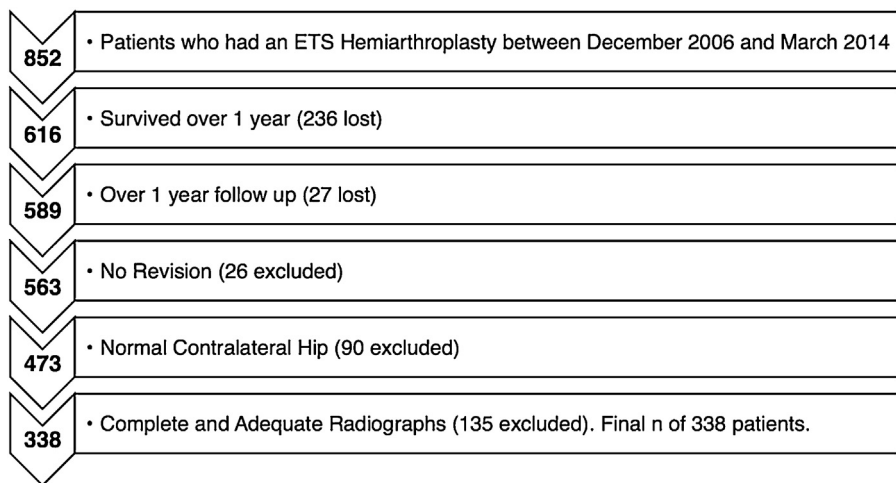 852
• Patients who had an ETS Hemiarthroplasty between December 2006 and March 2014
616
• Survived over 1 year (236 lost)
589
• Over 1 year follow up (27 lost)
563
• No Revision (26 excluded)
473
• Normal Contralateral Hip (90 excluded)
338
• Complete and Adequate Radiographs (135 excluded). Final n of 338 patients.